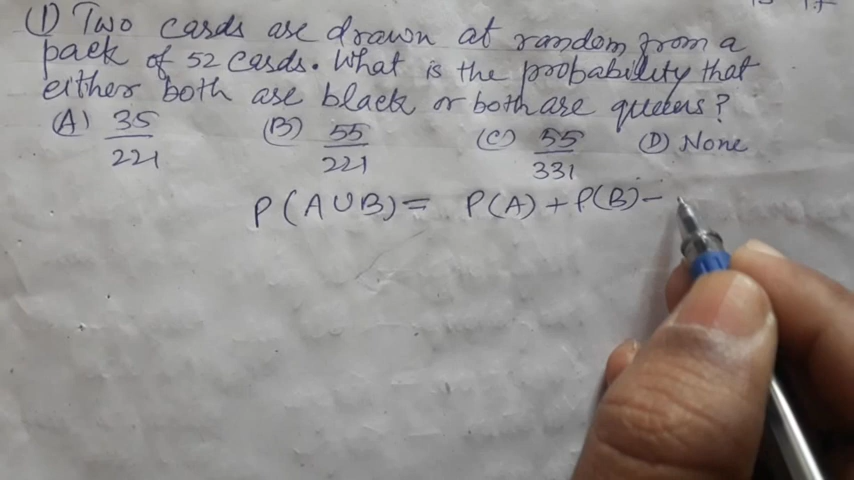 (1) Two cards are drawn at random from a
pack of 52 cards. What is the probability that
either both are black or both are queens?
(A) 35/221 (B) 55/221 (C) 55/331 (D) None
P(A∪B) = P(A) + P(B) -